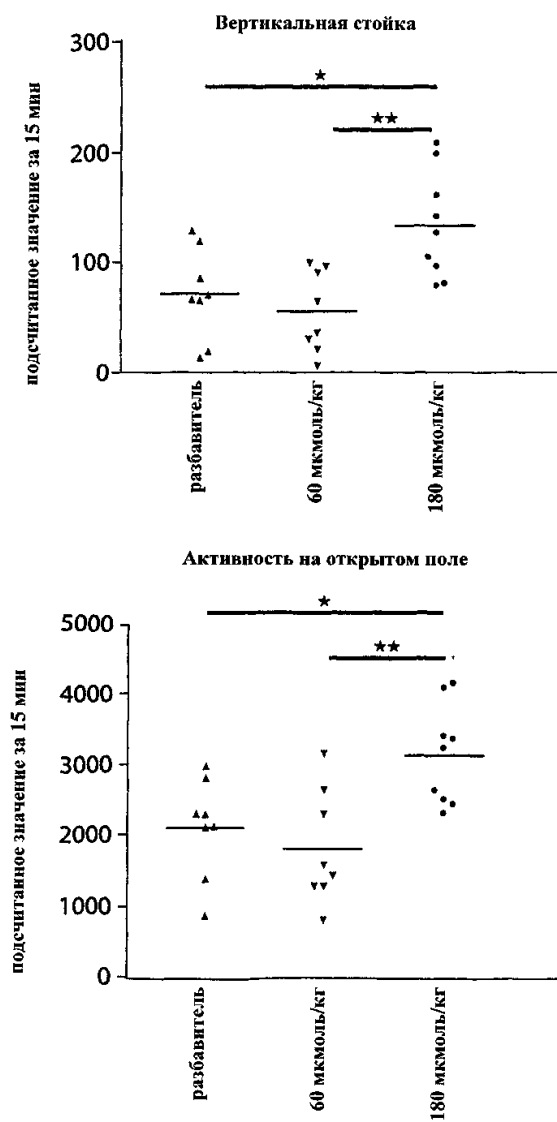 Вертикальная стойка
подсчитанное значение за 15 мин
300
200
100
0
★
★★
разбавитель
60 мкмоль/кг
180 мкмоль/кг
Активность на открытом поле
подсчитанное значение за 15 мин
5000
4000
3000
2000
1000
0
★
★★
разбавитель
60 мкмоль/кг
180 мкмоль/кг